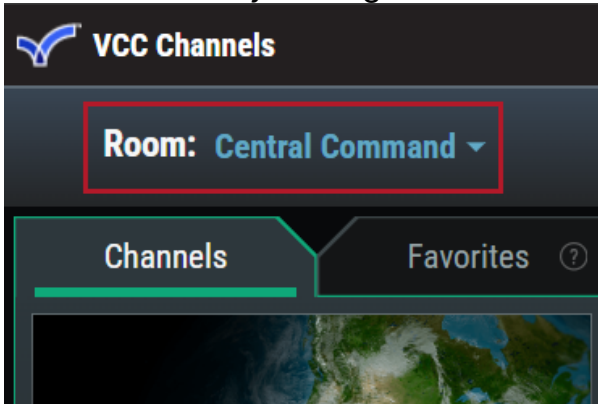 VCC Channels
Room: Central Command
Channels
Favorites ?